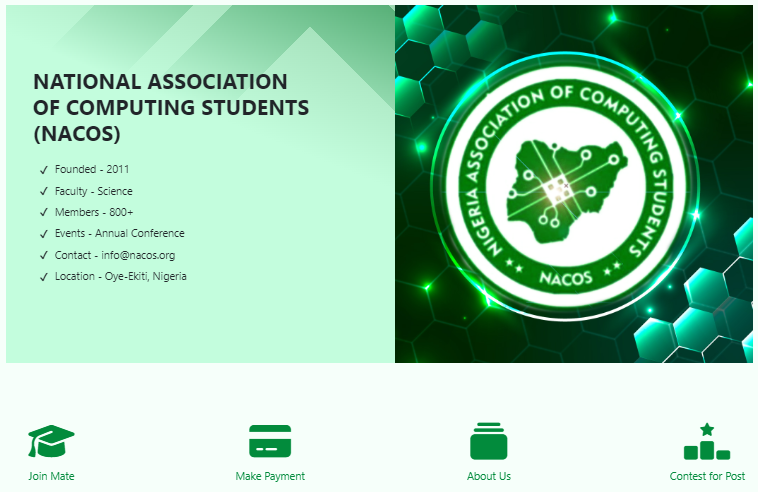 NATIONAL ASSOCIATION
OF COMPUTING STUDENTS
(NACOS)
✓ Founded - 2011
✓ Faculty - Science
✓ Members - 800+
✓ Events - Annual Conference
✓ Contact - info@nacos.org
✓ Location - Oye-Ekiti, Nigeria
NIGERIA ASSOCIATION OF COMPUTING STUDENTS
NACOS
Join Mate
Make Payment
About Us
Contest for Post